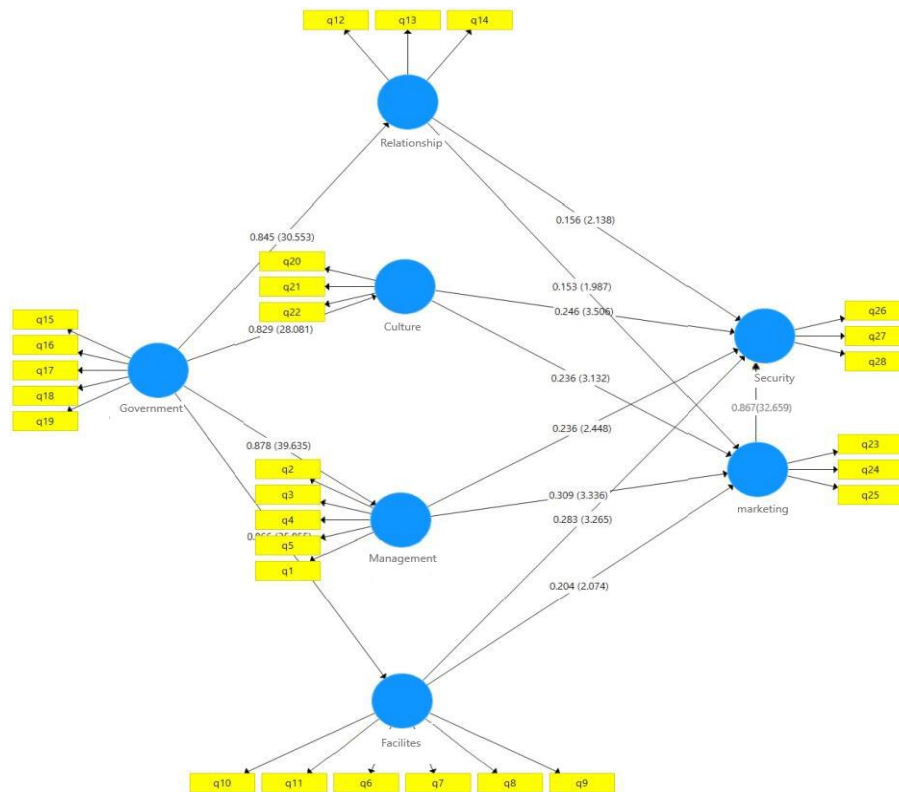 q12 q13 q14
Relationship
0.156 (2.138)
0.845 (30.553)
q20
0.153 (1.987)
q21
0.246 (3.506)
q22
Culture
q26
q15
0.829 (28.081)
q27
q16
q28
q17
Security
q18
0.236 (3.132)
Government
0.867(32.659)
q19
0.236 (2.448)
0.878 (39.635)
q23
q2
q24
q3
0.309 (3.336)
q25
q4
marketing
0.283 (3.265)
q5
Management
q1
0.204 (2.074)
Facilites
q10 q11 q6 q7 q8 q9